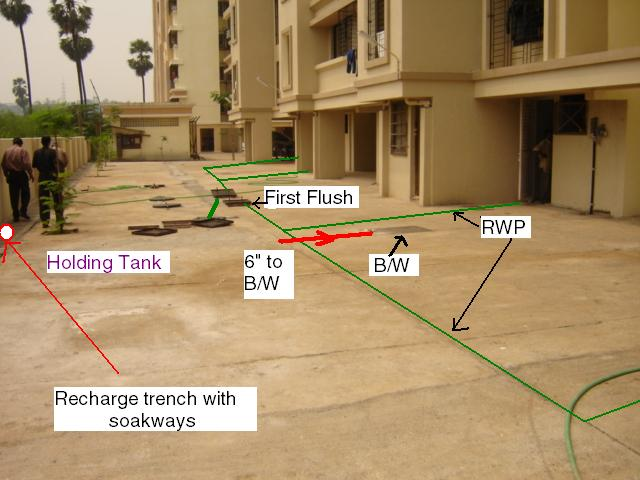 First Flush
RWP
Holding Tank
6" to
B/W
B/W
Recharge trench with
soakways